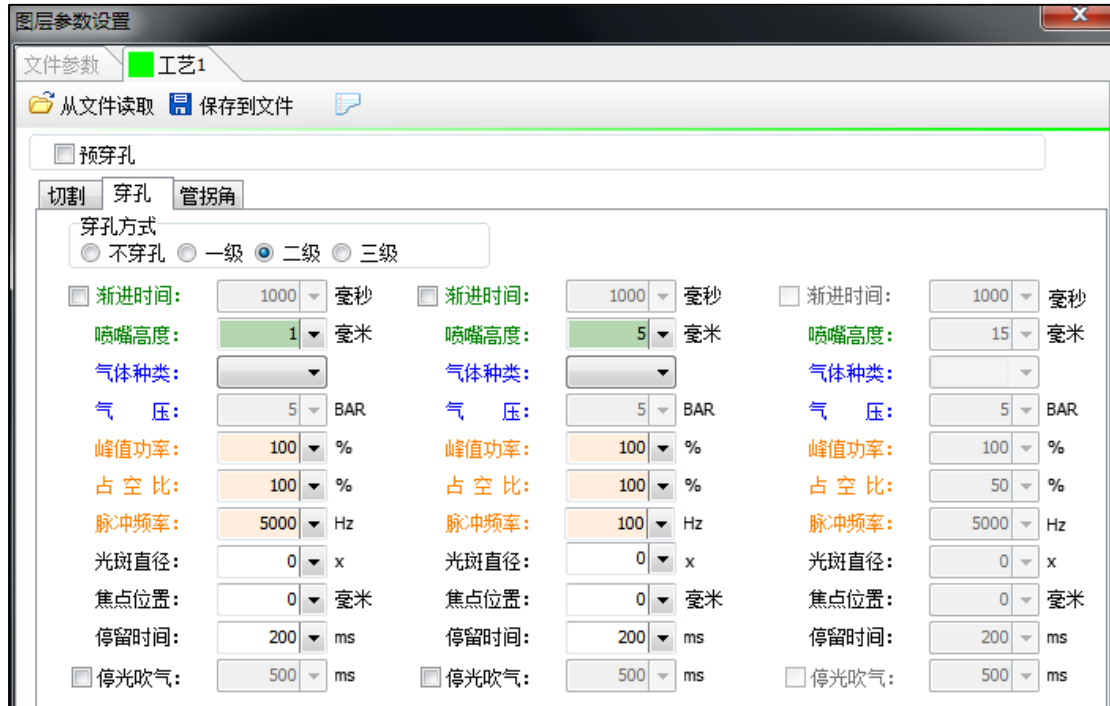 图层参数设置
文件参数 工艺1
从文件读取 保存到文件
预穿孔
切割 穿孔 管拐角
穿孔方式
不穿孔 一级 二级 三级
渐进时间: 1000 毫秒 渐进时间: 1000 毫秒 渐进时间: 1000 毫秒
喷嘴高度: 1 毫米 喷嘴高度: 5 毫米 喷嘴高度: 15 毫米
气体种类: 气体种类: 气体种类:
气 压: 5 BAR 气 压: 5 BAR 气 压: 5 BAR
峰值功率: 100 % 峰值功率: 100 % 峰值功率: 100 %
占 空 比: 100 % 占 空 比: 100 % 占 空 比: 50 %
脉冲频率: 5000 Hz 脉冲频率: 100 Hz 脉冲频率: 5000 Hz
光斑直径: 0 x 光斑直径: 0 x 光斑直径: 0 x
焦点位置: 0 毫米 焦点位置: 0 毫米 焦点位置: 0 毫米
停留时间: 200 ms 停留时间: 200 ms 停留时间: 200 ms
停光吹气: 500 ms 停光吹气: 500 ms 停光吹气: 500 ms